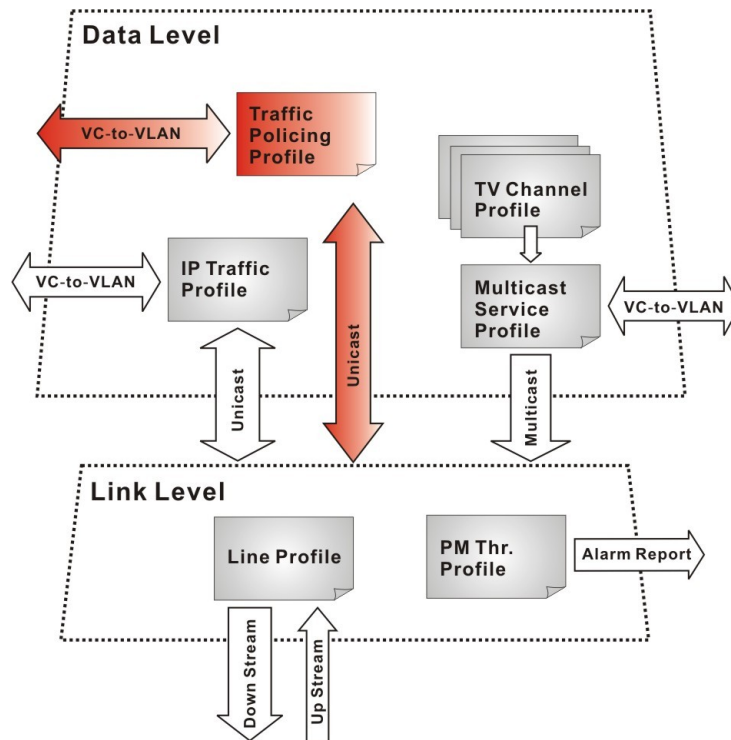 Data Level
VC-to-VLAN
Traffic
Policing
Profile
TV Channel
Profile
VC-to-VLAN
IP Traffic
Profile
Multicast
Service
Profile
VC-to-VLAN
Unicast
Unicast
Multicast
Link Level
Line Profile
PM Thr.
Profile
Alarm Report
Down Stream
Up Stream